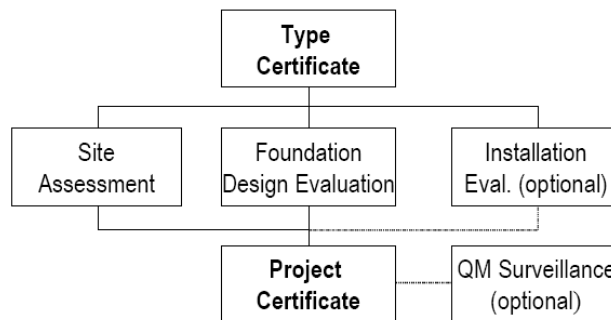 Type
Certificate
Site
Assessment
Foundation
Design Evaluation
Installation
Eval. (optional)
Project
Certificate
QM Surveillance
(optional)